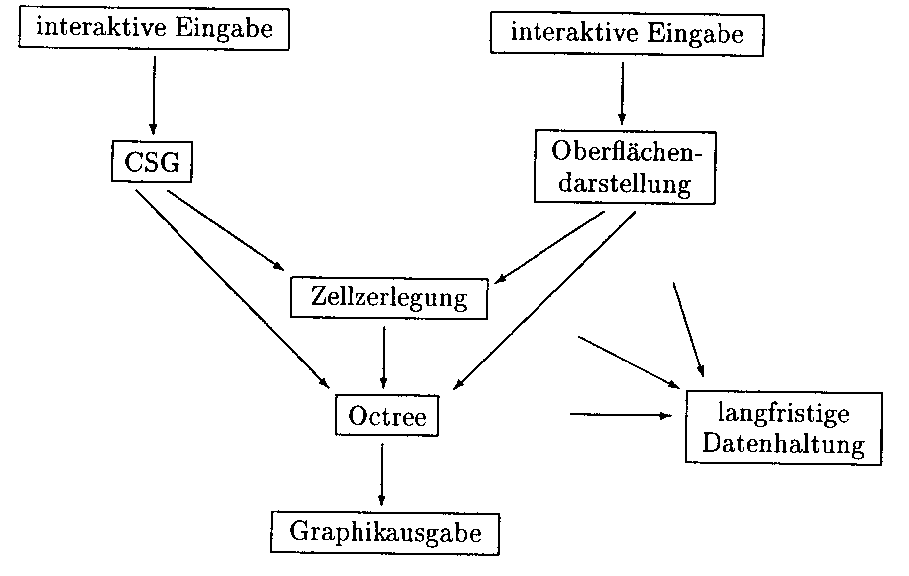 interaktive Eingabe
interaktive Eingabe
CSG
Oberflächen-
darstellung
Zellzerlegung
Octree
langfristige
Datenhaltung
Graphikausgabe